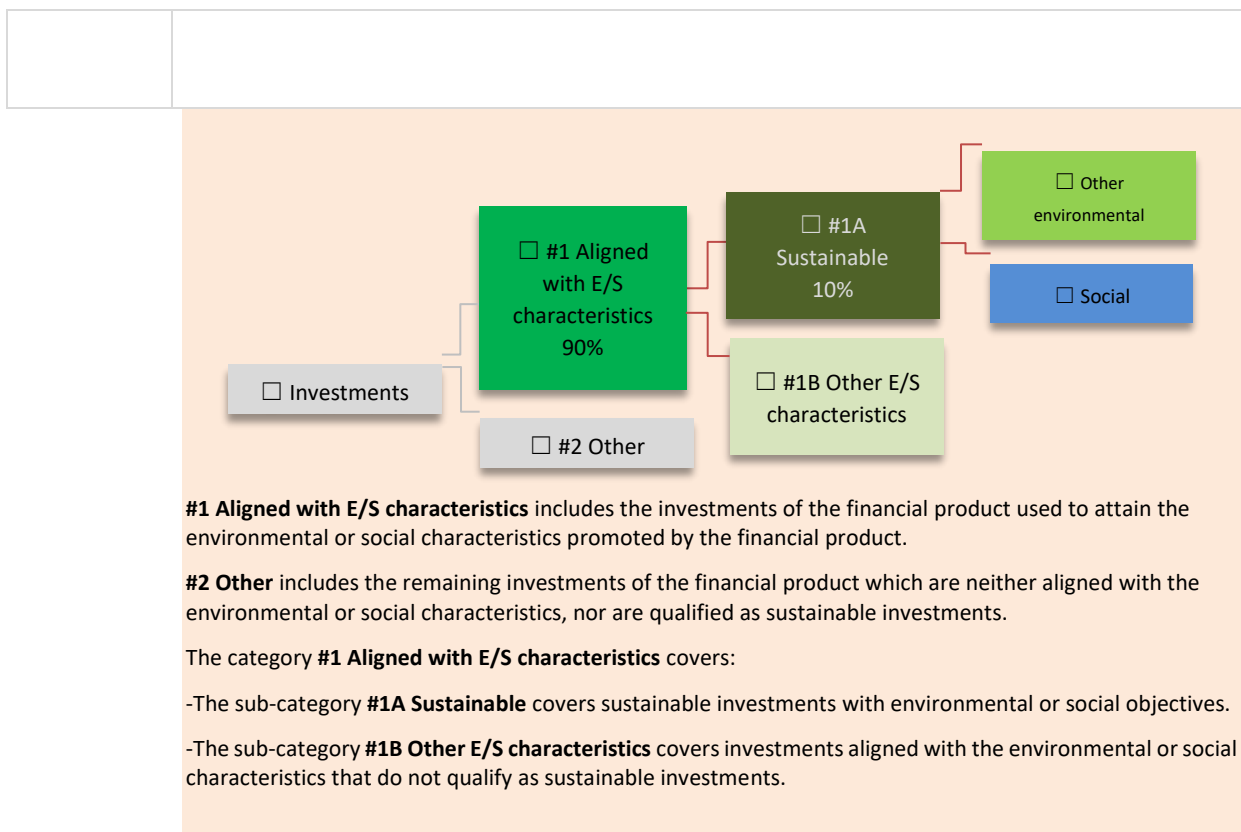 ☐ Other
environmental
☐ #1A
Sustainable
10%
☐ #1 Aligned
with E/S
characteristics
90%
☐ Social
☐ Investments
☐ #1B Other E/S
characteristics
☐ #2 Other
#1 Aligned with E/S characteristics includes the investments of the financial product used to attain the
environmental or social characteristics promoted by the financial product.
#2 Other includes the remaining investments of the financial product which are neither aligned with the
environmental or social characteristics, nor are qualified as sustainable investments.
The category #1 Aligned with E/S characteristics covers:
-The sub-category #1A Sustainable covers sustainable investments with environmental or social objectives.
-The sub-category #1B Other E/S characteristics covers investments aligned with the environmental or social
characteristics that do not qualify as sustainable investments.